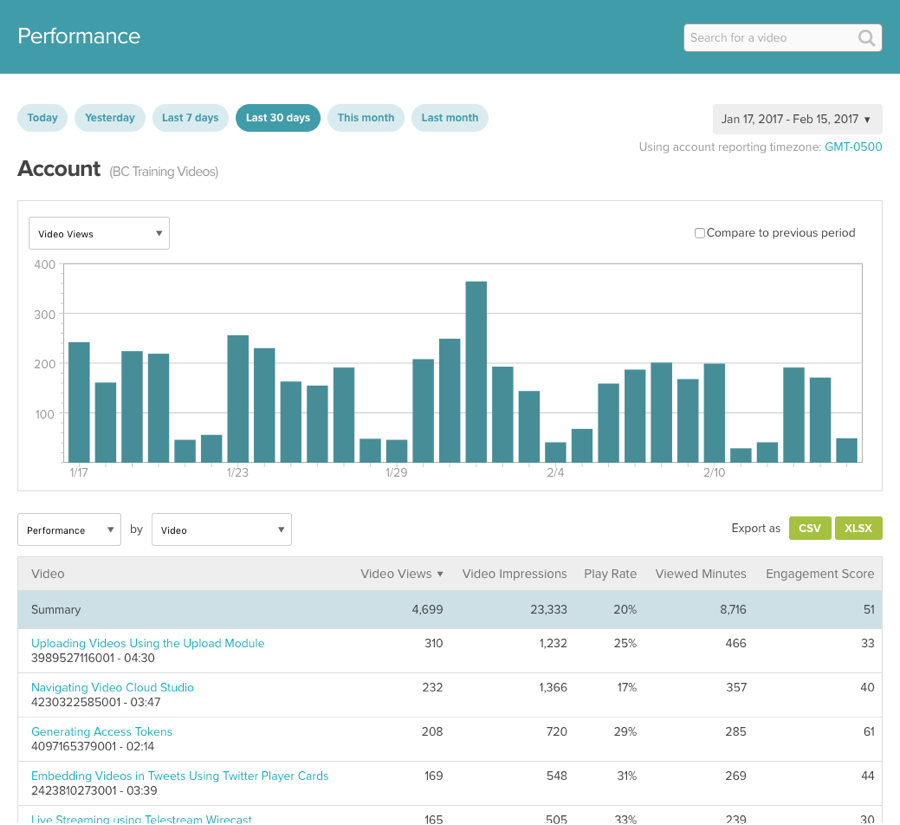 Performance
Search for a video
Today Yesterday Last 7 days Last 30 days This month Last month
Jan 17, 2017 - Feb 15, 2017 ▼
Using account reporting timezone: GMT-0500
Account (BC Training Videos)
Video Views ▼
Compare to previous period
400
300
200
100
1/17 1/23 1/29 2/4 2/10
Performance ▼ by Video ▼
Export as CSV XLSX
Video Video Views ▼ Video Impressions Play Rate Viewed Minutes Engagement Score
Summary 4,699 23,333 20% 8,716 51
Uploading Videos Using the Upload Module 310 1,232 25% 466 33
3989527116001 - 04:30
Navigating Video Cloud Studio 232 1,366 17% 357 40
4230322585001 - 03:47
Generating Access Tokens 208 720 29% 285 61
4097165379001 - 02:14
Embedding Videos in Tweets Using Twitter Player Cards 169 548 31% 269 44
2423810273001 - 03:39
Live Streaming using Telestream Wirecast 165 505 33% 239 30